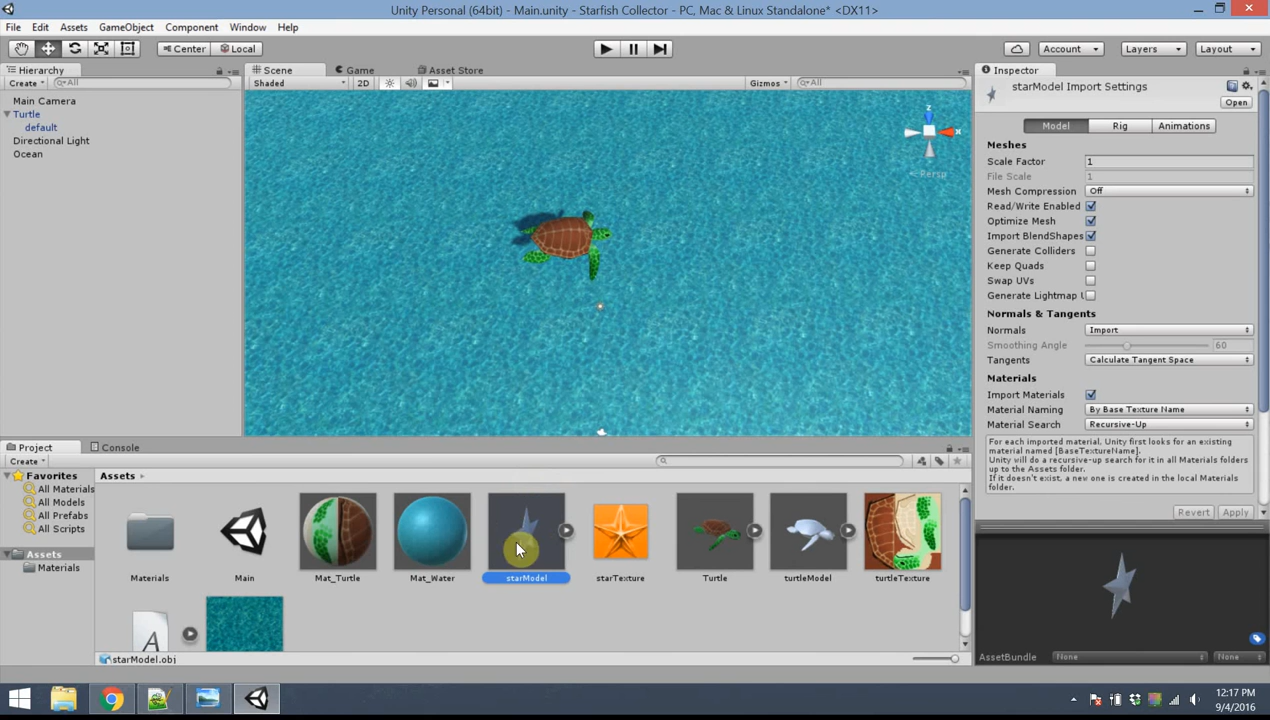 Unity Personal (64bit) - Main.unity - Starfish Collector - PC, Mac & Linux Standalone* <DX11>
File Edit Assets GameObject Component Window Help
Center Local Account Layers Layout
Hierarchy
Create All
Main Camera
Turtle
default
Directional Light
Ocean
Scene Game Asset Store
Shaded 2D Gizmos All
z
x
Persp
Inspector
starModel Import Settings
Open
Model Rig Animations
Meshes
Scale Factor 1
File Scale 1
Mesh Compression Off
Read/Write Enabled
Optimize Mesh
Import BlendShapes
Generate Colliders
Keep Quads
Swap UVs
Generate Lightmap U
Normals & Tangents
Normals Import
Smoothing Angle 60
Tangents Calculate Tangent Space
Materials
Import Materials
Material Naming By Base Texture Name
Material Search Recursive-Up
For each imported material, Unity first looks for an existing
material named [BaseTextureName].
Unity will do a recursive-up search for it in all Materials folders
up to the Assets folder.
If it doesn't exist, a new one is created in the local Materials
folder.
Revert Apply
AssetBundle None None
Project Console
Create
Favorites
All Materials
All Models
All Prefabs
All Scripts
Assets
Materials
Assets
Materials Main Mat_Turtle Mat_Water starModel starTexture Turtle turtleModel turtleTexture
A
starModel.obj
12:17 PM
9/4/2016